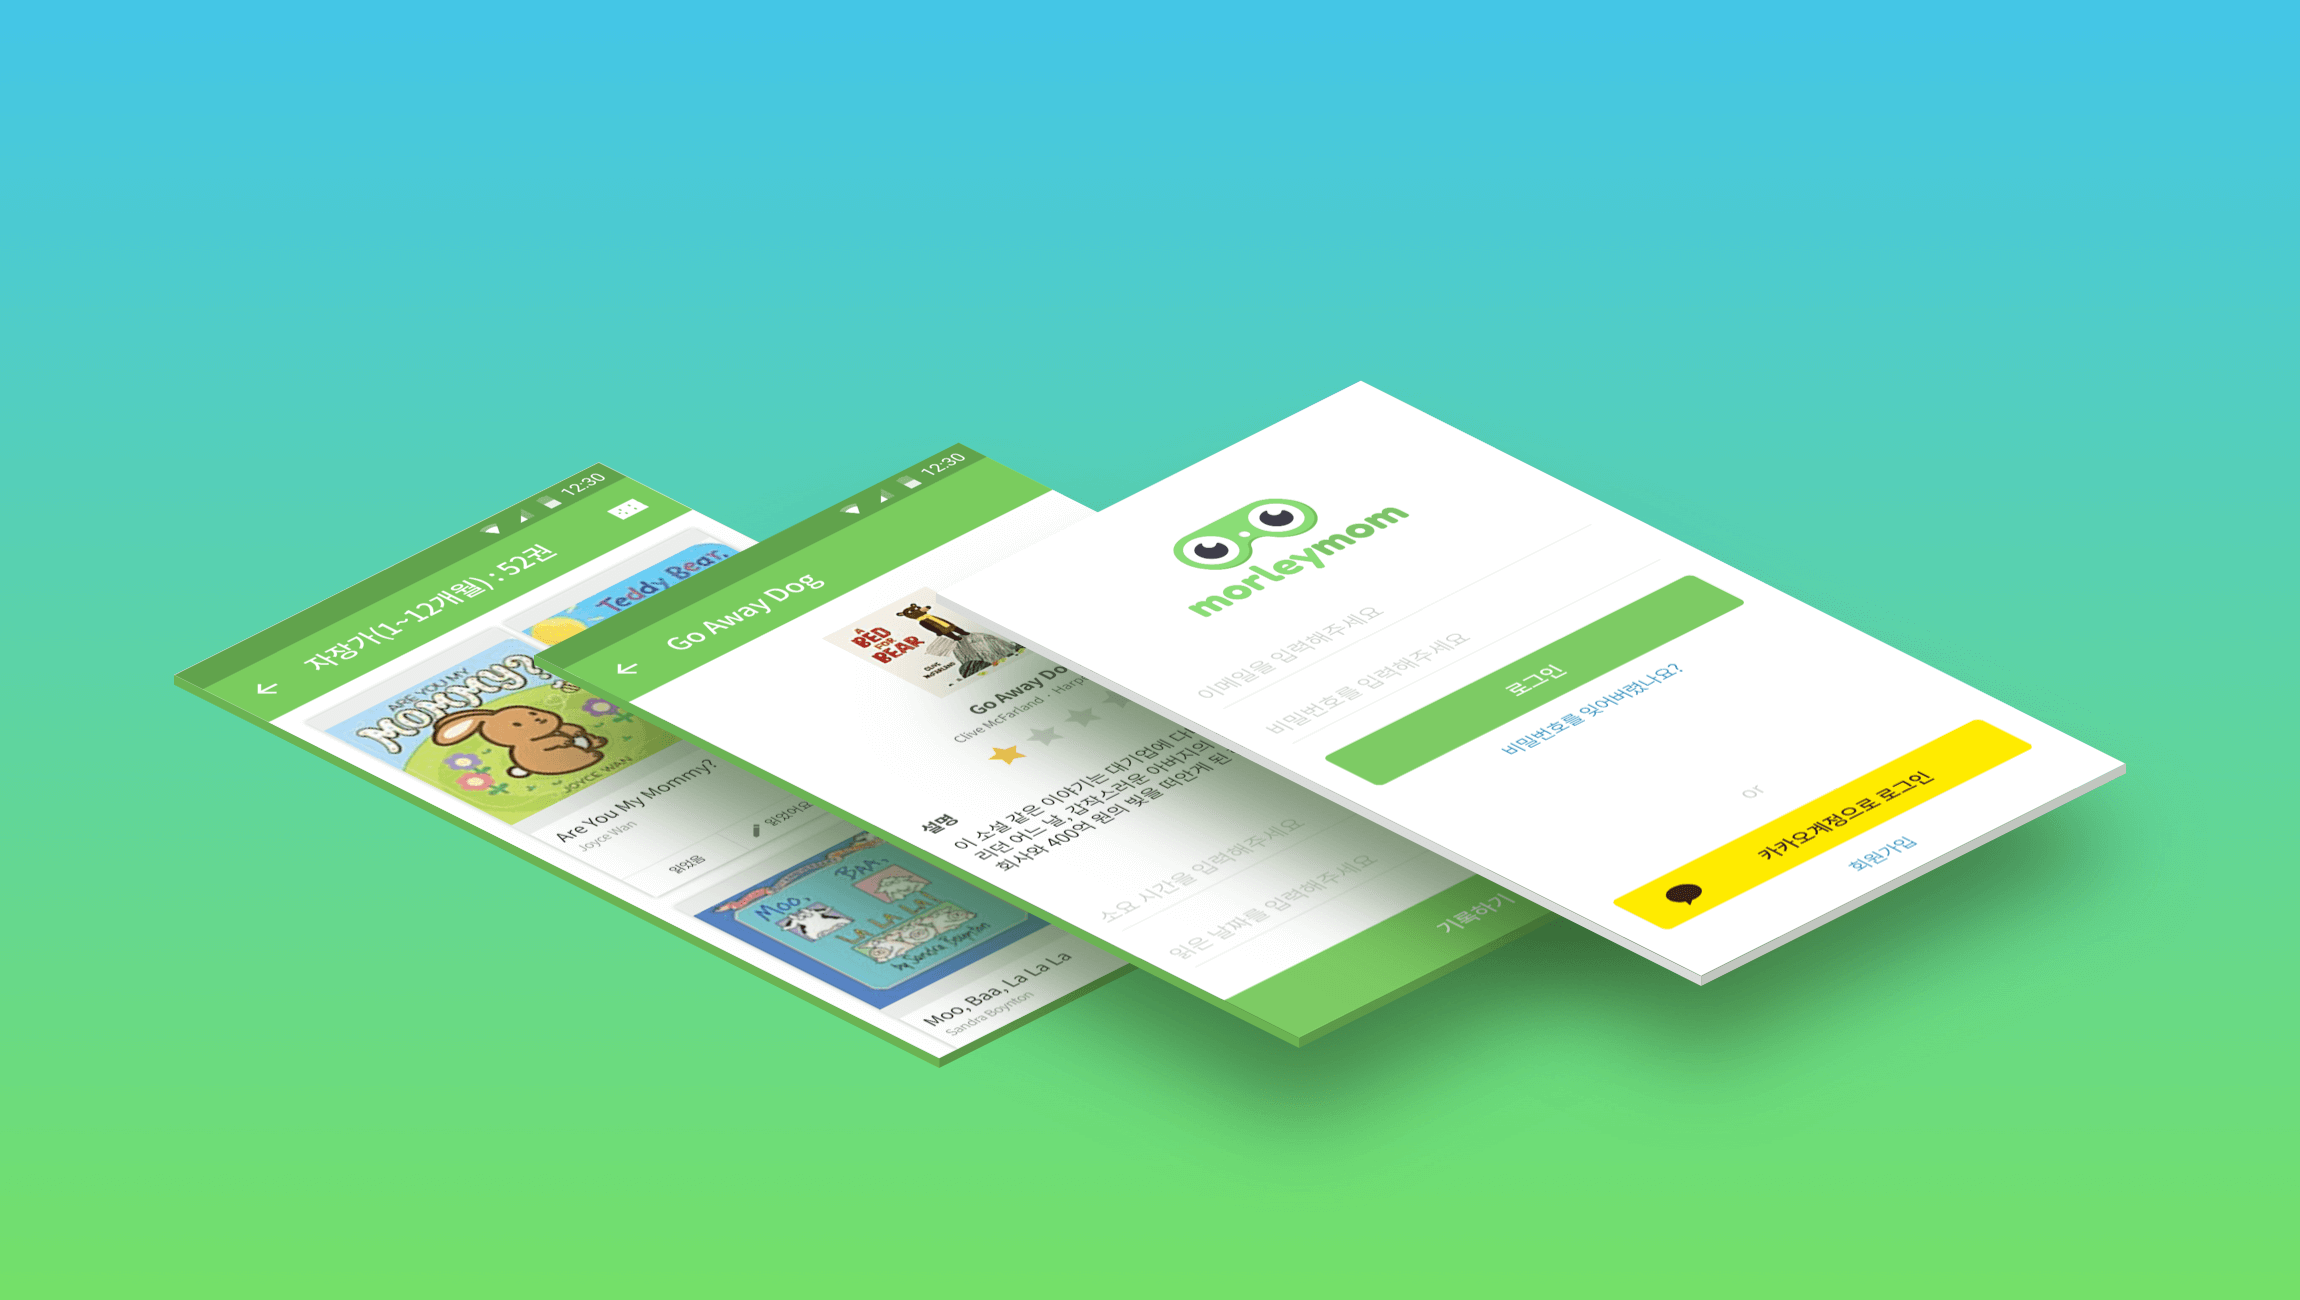 12:30
자장가(1~12개월) : 52권
Teddy Bear,
ARE YOU MY
MOMMY?
JOYCE WAN
Are You My Mommy?
Joyce Wan
읽었음
읽었어요
Moo,
BAA,
LA LA LA!
by Sandra Boynton
Moo, Baa, La La La
Sandra Boynton
12:30
Go Away Dog
A
BED
FOR
BEAR
CLIVE
McFARLAND
Go Away Do
Clive McFarland · Harp
설명
이 소설 같은 이야기는 대기업에 다
리던 어느 날, 갑작스러운 아버지의
회사와 400억 원의 빚을 떠안게 된
소요 시간을 입력해주세요
읽은 날짜를 입력해주세요
기록하기
morleymom
이메일을 입력해주세요
비밀번호를 입력해주세요
로그인
비밀번호를 잊어버렸나요?
or
카카오계정으로 로그인
회원가입